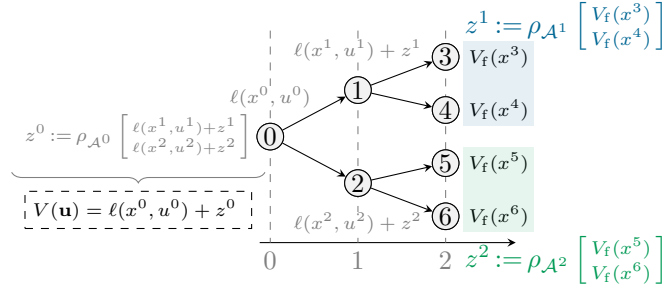 z^1 := ρ_{𝒜^1} [ V_f(x^3) V_f(x^4) ]
ℓ(x^1, u^1) + z^1
3 V_f(x^3)
ℓ(x^0, u^0)
1
4 V_f(x^4)
z^0 := ρ_{𝒜^0} [ ℓ(x^1,u^1)+z^1 ℓ(x^2,u^2)+z^2 ]
0
5 V_f(x^5)
2
V(𝐮) = ℓ(x^0, u^0) + z^0
6 V_f(x^6)
ℓ(x^2, u^2) + z^2
0 1 2
z^2 := ρ_{𝒜^2} [ V_f(x^5) V_f(x^6) ]